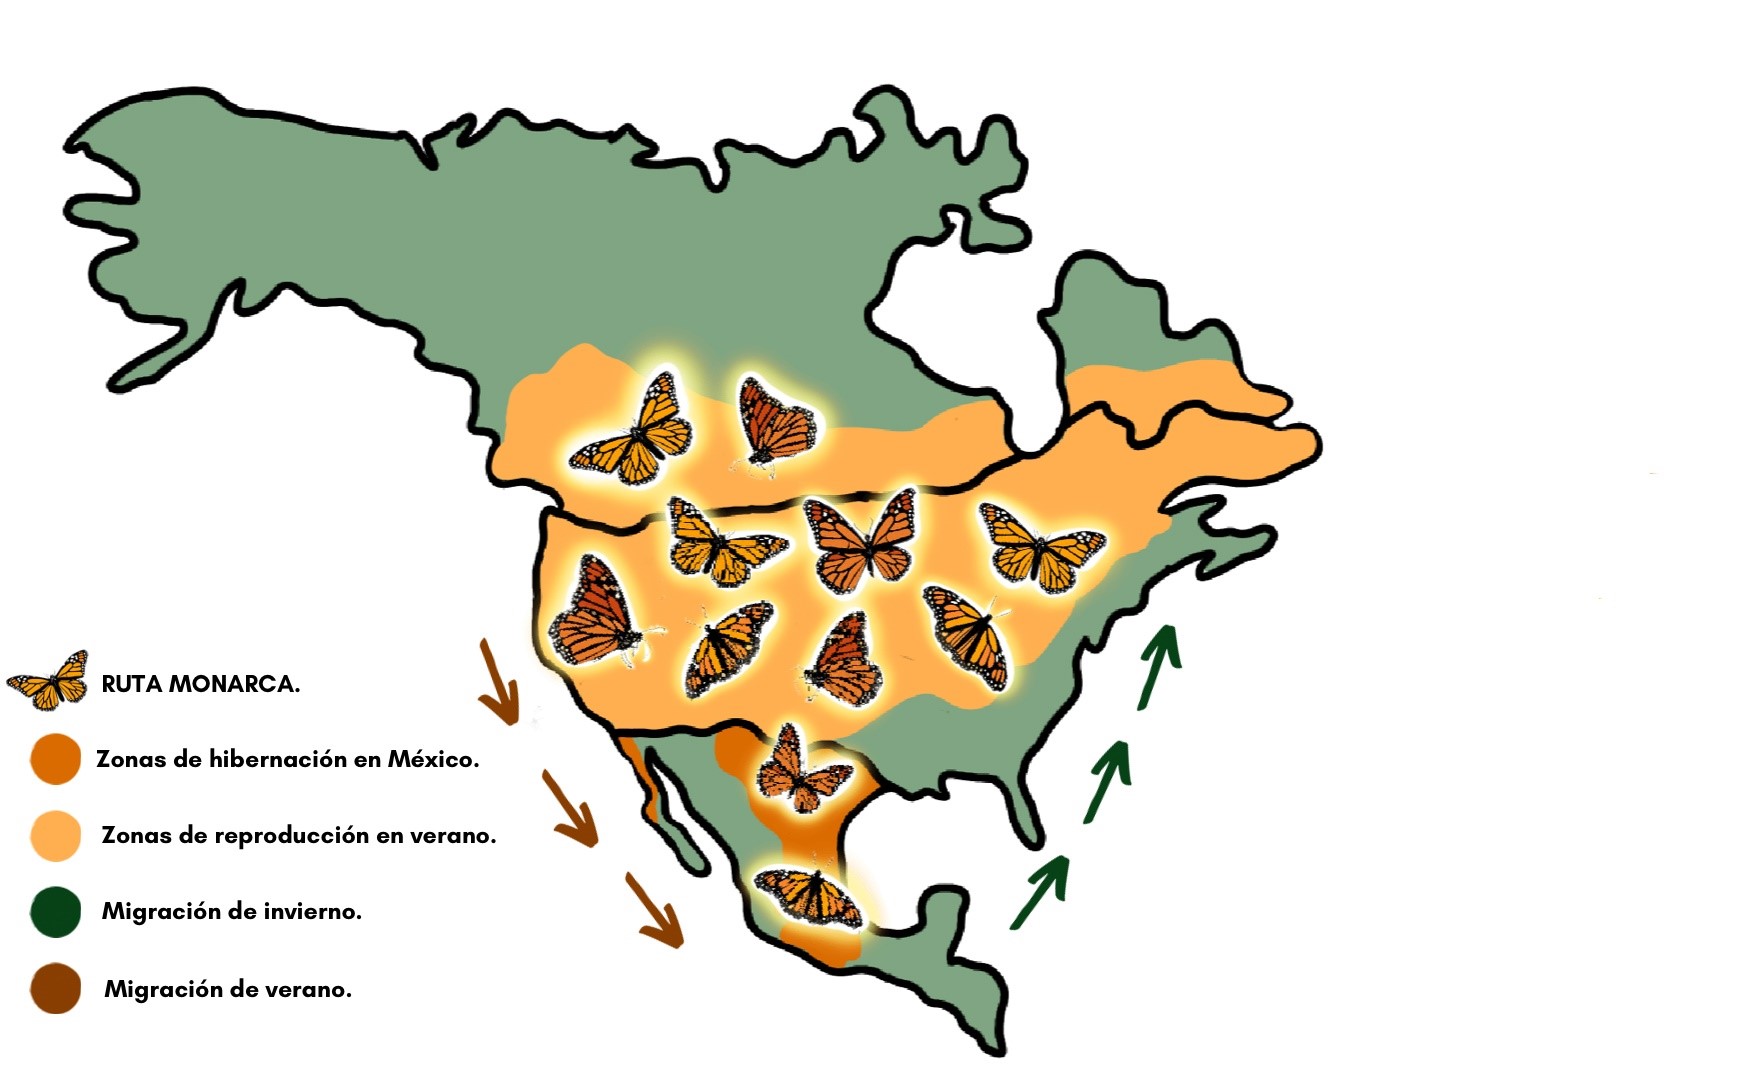 RUTA MONARCA.
Zonas de hibernación en México.
Zonas de reproducción en verano.
Migración de invierno.
Migración de verano.